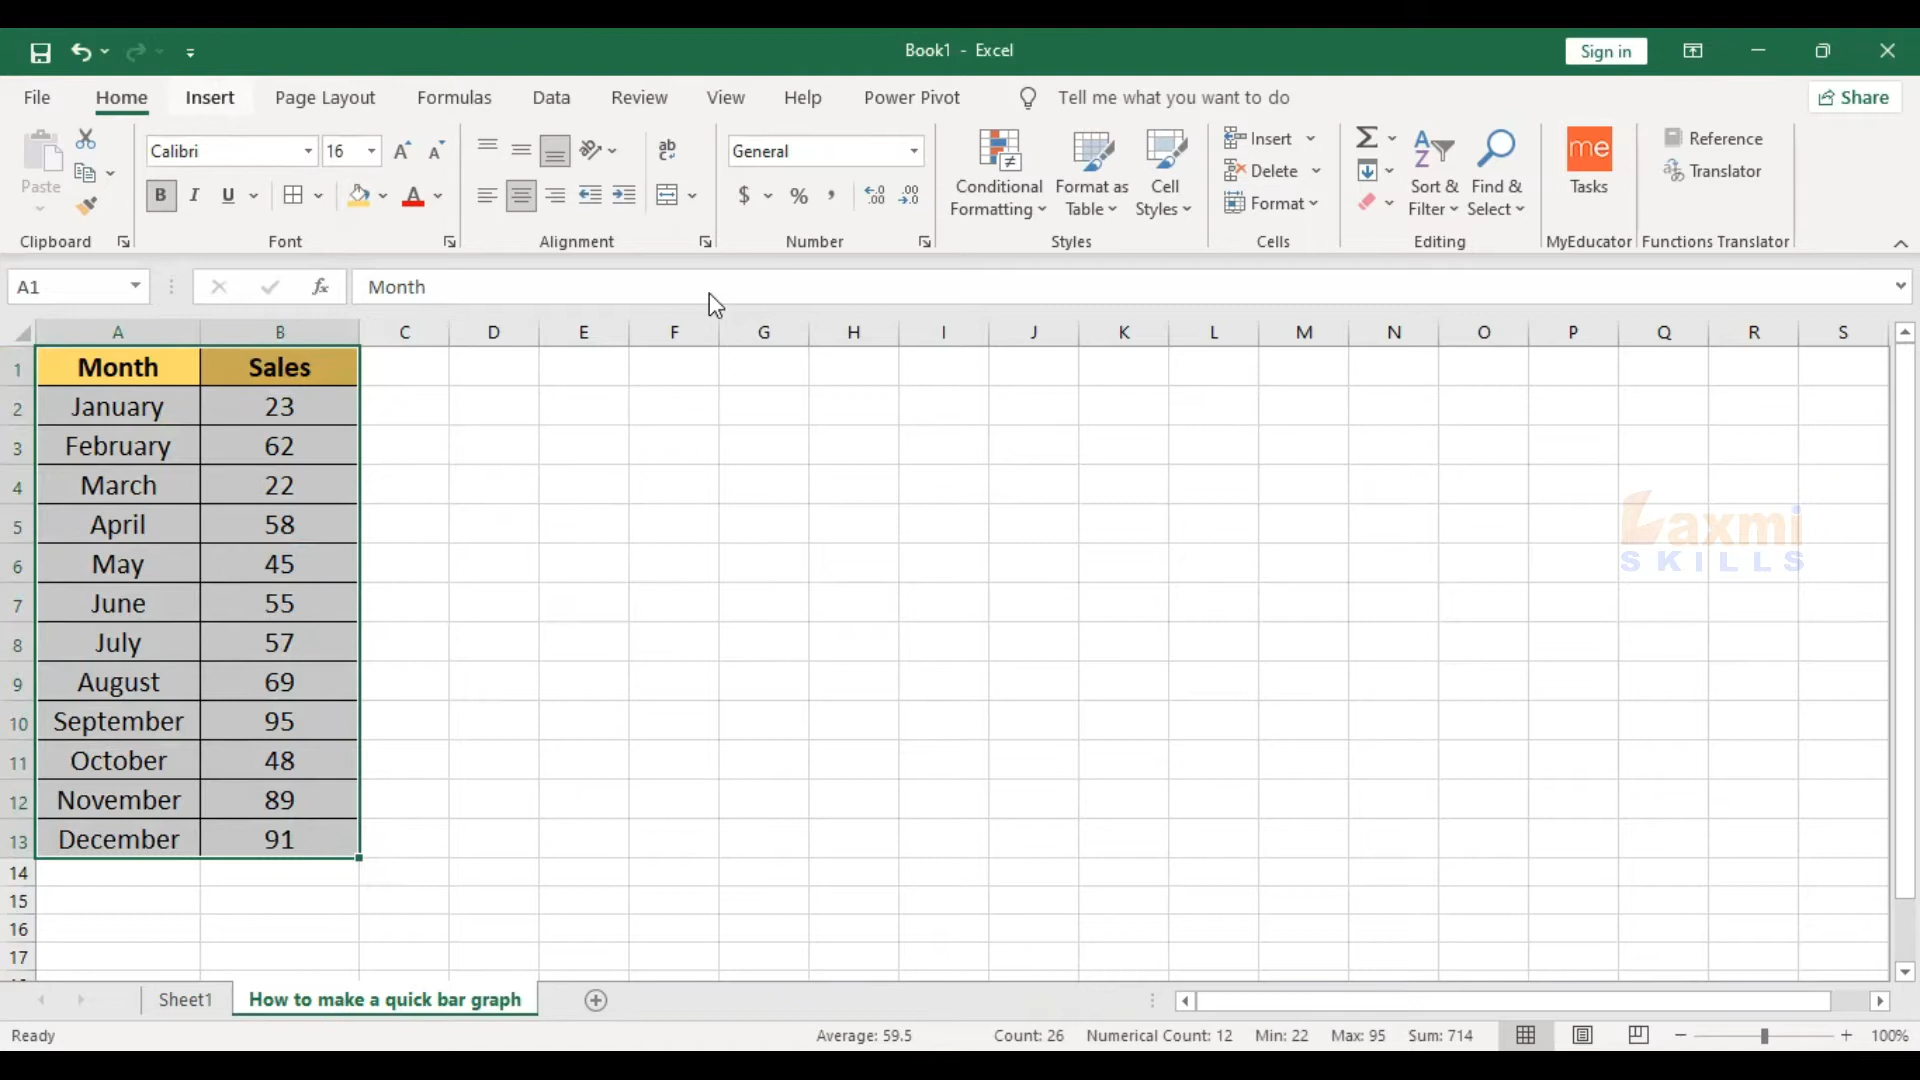 Book1 - Excel
Sign in
File Home Insert Page Layout Formulas Data Review View Help Power Pivot Tell me what you want to do Share
Calibri 16 ab General Insert Reference
Paste B I U A $ % , Conditional Formatting Format as Table Cell Styles Delete Format Sort & Filter Find & Select me Tasks Translator
Clipboard Font Alignment Number Styles Cells Editing MyEducator Functions Translator
A1 fx Month
A B C D E F G H I J K L M N O P Q R S
1 Month Sales
2 January 23
3 February 62
4 March 22
5 April 58
6 May 45
7 June 55
8 July 57
9 August 69
10 September 95
11 October 48
12 November 89
13 December 91
14
15
16
17
Laxmi
SKILLS
Sheet1 How to make a quick bar graph
Ready Average: 59.5 Count: 26 Numerical Count: 12 Min: 22 Max: 95 Sum: 714 100%